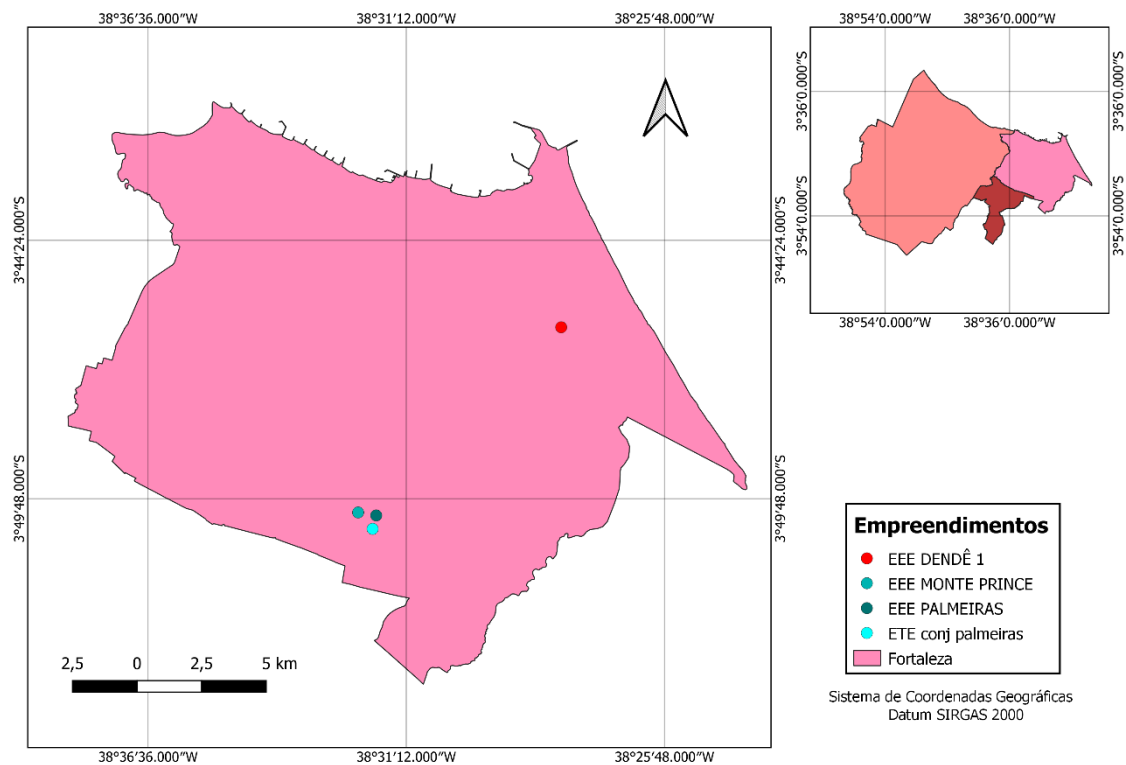 38°36'36.000"W 38°31'12.000"W 38°25'48.000"W
38°54'0.000"W 38°36'0.000"W
3°36'0.000"S
3°36'0.000"S
3°54'0.000"S
3°54'0.000"S
38°54'0.000"W 38°36'0.000"W
3°44'24.000"S
3°44'24.000"S
3°49'48.000"S
3°49'48.000"S
2,5 0 2,5 5 km
38°36'36.000"W 38°31'12.000"W 38°25'48.000"W
Empreendimentos
EEE DENDÊ 1
EEE MONTE PRINCE
EEE PALMEIRAS
ETE conj palmeiras
Fortaleza
Sistema de Coordenadas Geográficas
Datum SIRGAS 2000